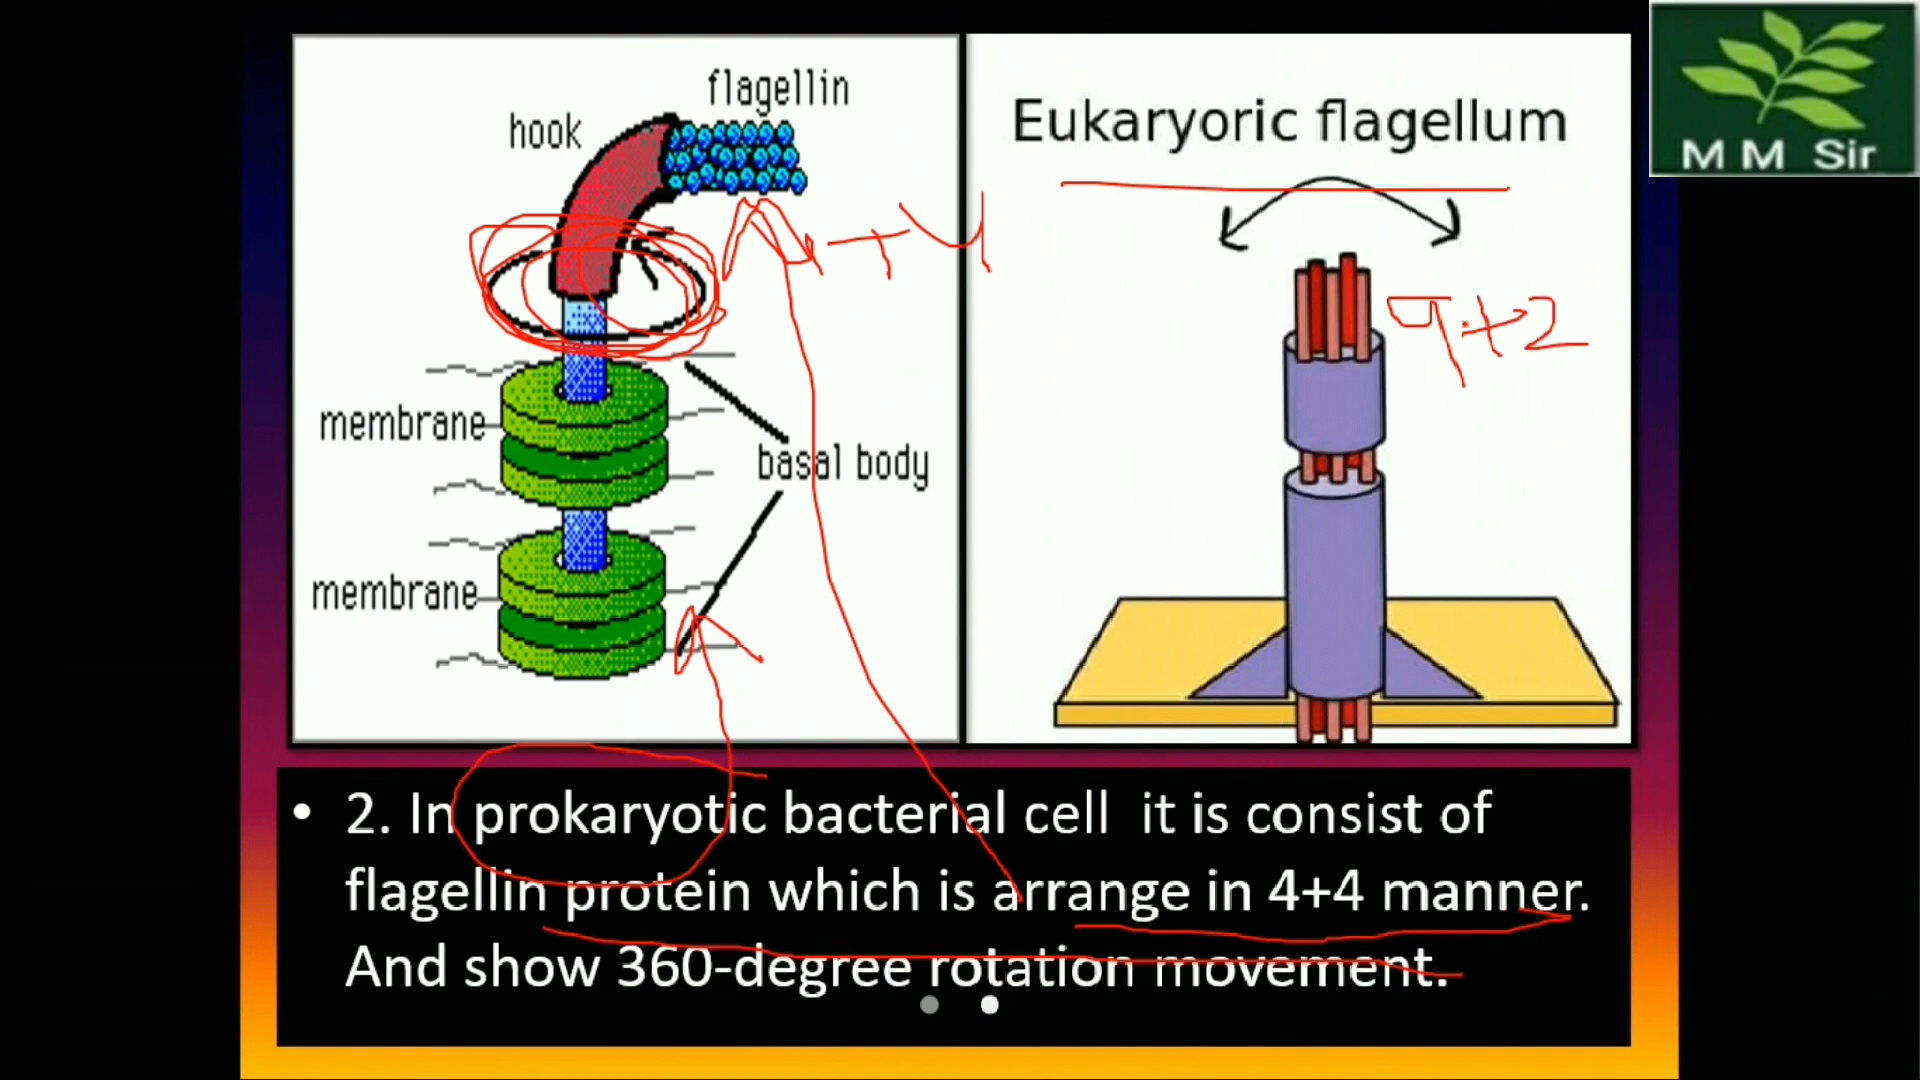 flagellin
hook
membrane
basal body
membrane
Eukaryoric flagellum
M M Sir
4+4
9+2
• 2. In prokaryotic bacterial cell it is consist of
flagellin protein which is arrange in 4+4 manner.
And show 360-degree rotation movement.